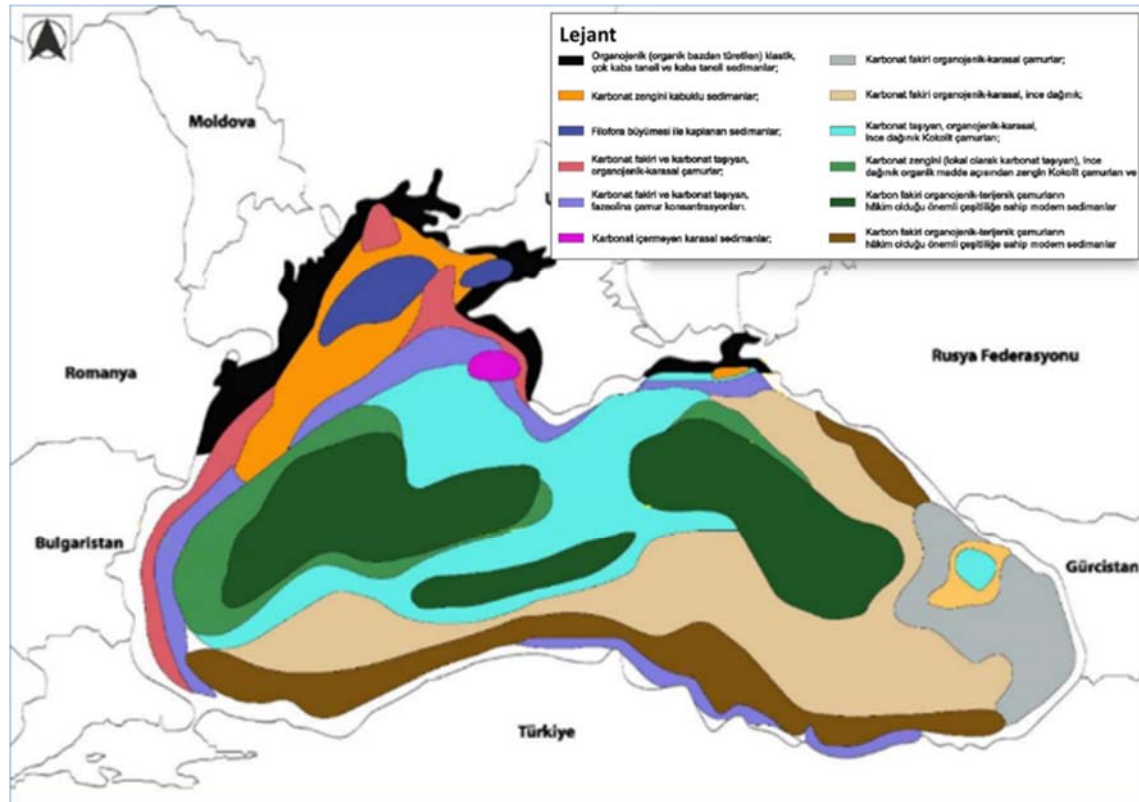 Lejant
Organojenik (organik bazdan türetilen) klastik,
çok kaba taneli ve kaba taneli sedimanlar;
Karbonat zengini kabuklu sedimanlar;
Filofora büyümesi ile kaplanan sedimanlar;
Karbonat fakiri ve karbonat taşıyan,
organojenik-karasal çamurlar;
Karbonat fakiri ve karbonat taşıyan,
fazeolina çamur konsantrasyonları.
Karbonat içermeyen karasal sedimanlar;
Karbonat fakiri organojenik-karasal çamurlar;
Karbonat fakiri organojenik-karasal, ince dağınık;
Karbonat taşıyan, organojenik-karasal,
ince dağınık Kokolit çamurları;
Karbonat zengini (lokal olarak karbonat taşıyan), ince
dağınık organik madde açısından zengin Kokolit çamurları ve
Karbon fakiri organojenik-terijenik çamurların
hâkim olduğu önemli çeşitliliğe sahip modern sedimanlar
Karbon fakiri organojenik-terijenik çamurların
hâkim olduğu önemli çeşitliliğe sahip modern sedimanlar
Moldova
U
Romanya
Rusya Federasyonu
Bulgaristan
Gürcistan
Türkiye